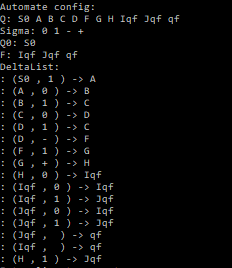 Automate config:
Q: S0 A B C D F G H Iqf Jqf qf
Sigma: 0 1 - +
Q0: S0
F: Iqf Jqf qf
DeltaList:
: (S0 , 1 ) -> A
: (A , 0 ) -> B
: (B , 1 ) -> C
: (C , 0 ) -> D
: (D , 1 ) -> C
: (D , - ) -> F
: (F , 1 ) -> G
: (G , + ) -> H
: (H , 0 ) -> Iqf
: (Iqf , 0 ) -> Iqf
: (Iqf , 1 ) -> Jqf
: (Jqf , 0 ) -> Iqf
: (Jqf , 1 ) -> Jqf
: (Jqf ,   ) -> qf
: (Iqf ,   ) -> qf
: (H , 1 ) -> Jqf